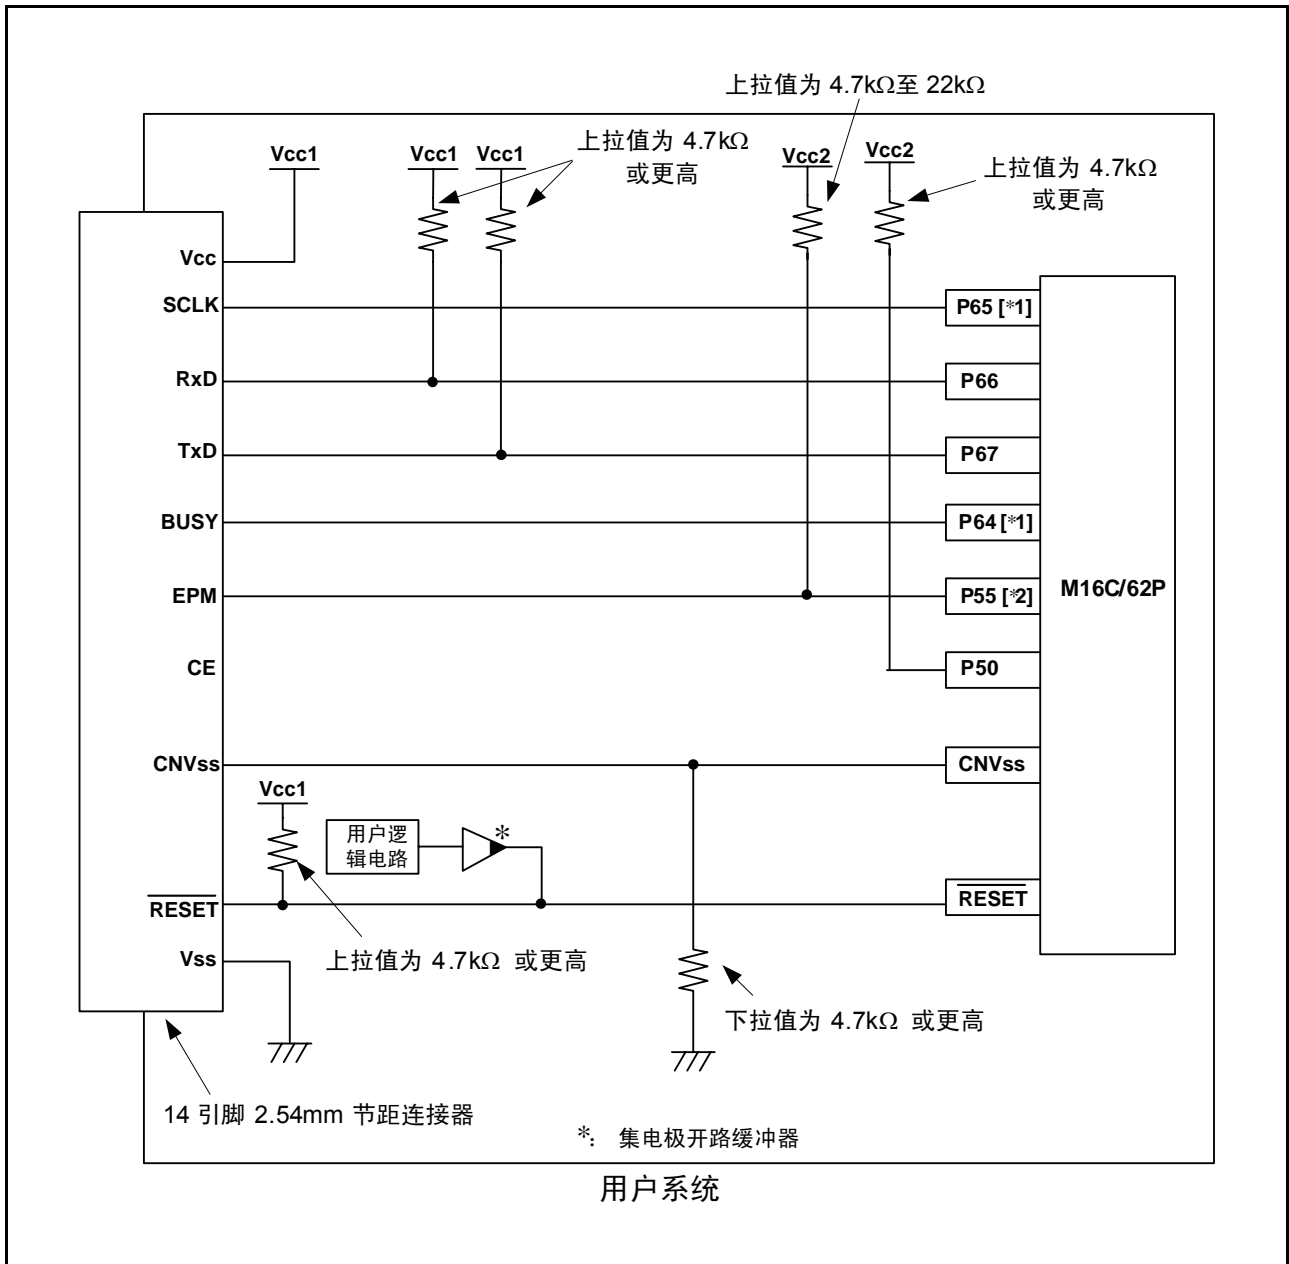 上拉值为 4.7kΩ至 22kΩ
上拉值为 4.7kΩ
或更高
上拉值为 4.7kΩ
或更高
Vcc1
Vcc1
Vcc1
Vcc2
Vcc2
Vcc
SCLK
P65 [*1]
RxD
P66
TxD
P67
BUSY
P64 [*1]
EPM
P55 [*2]
M16C/62P
CE
P50
CNVss
CNVss
Vcc1
用户逻
辑电路
*
RESET
RESET
Vss
上拉值为 4.7kΩ 或更高
下拉值为 4.7kΩ 或更高
14 引脚 2.54mm 节距连接器
*: 集电极开路缓冲器
用户系统